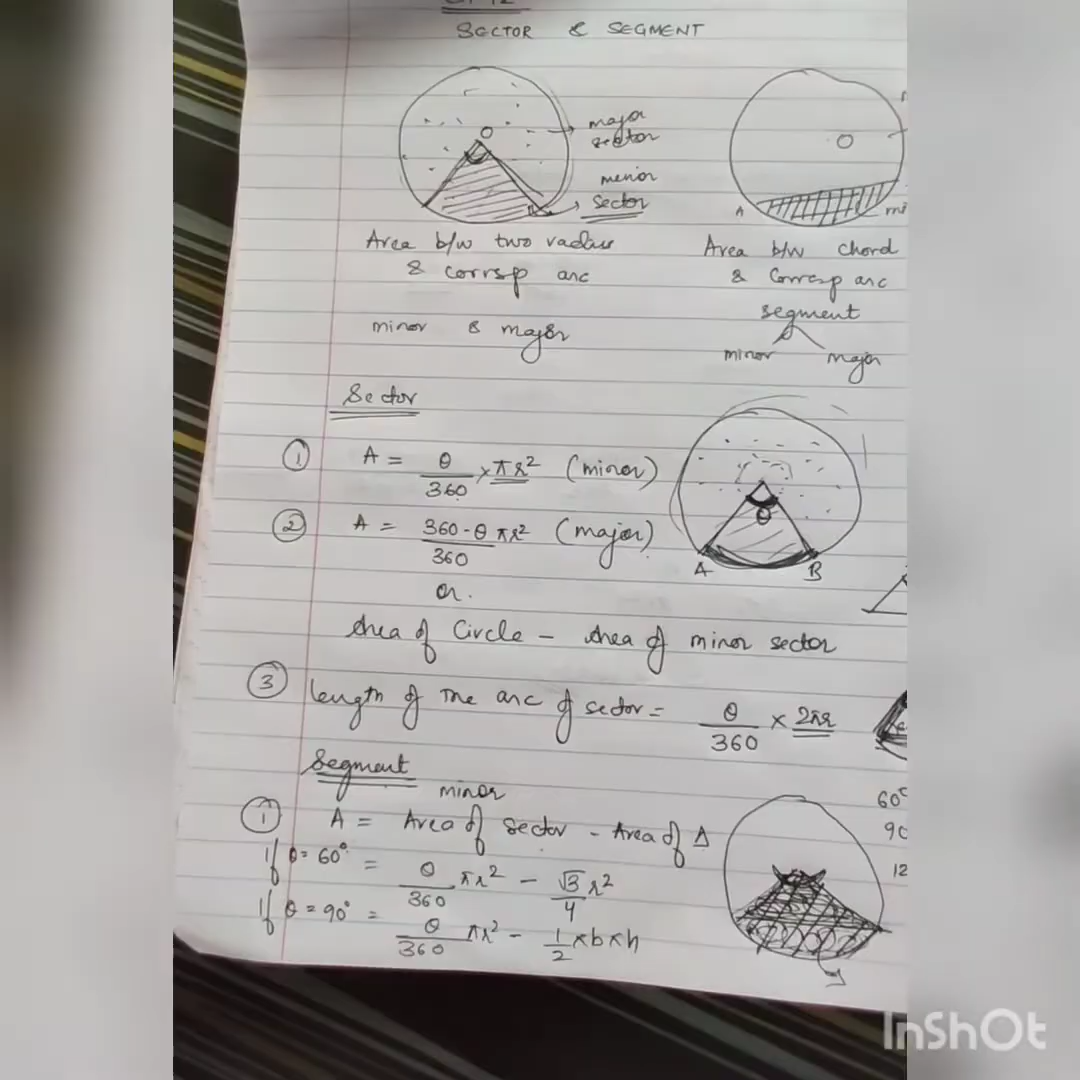 SECTOR & SEGMENT
O
major
sector
menior
sector
Area b/w two radius
& corrsp arc
minor & major
O
A
mi
Area b/w chord
& Corresp arc
segment
minor major
Sector
① A = θ/360 × πr² (minor)
② A = 360-θ/360 πr² (major)
or.
Area of Circle - Area of minor sector
θ
A B
③ length of the arc of sector = θ/360 × 2πr
Segment
minor
① A = Area of sector - Area of Δ
If θ = 60° = θ/360 πr² - √3/4 r²
If θ = 90° = θ/360 πr² - 1/2 × b × h
60°
90
12
InShOt